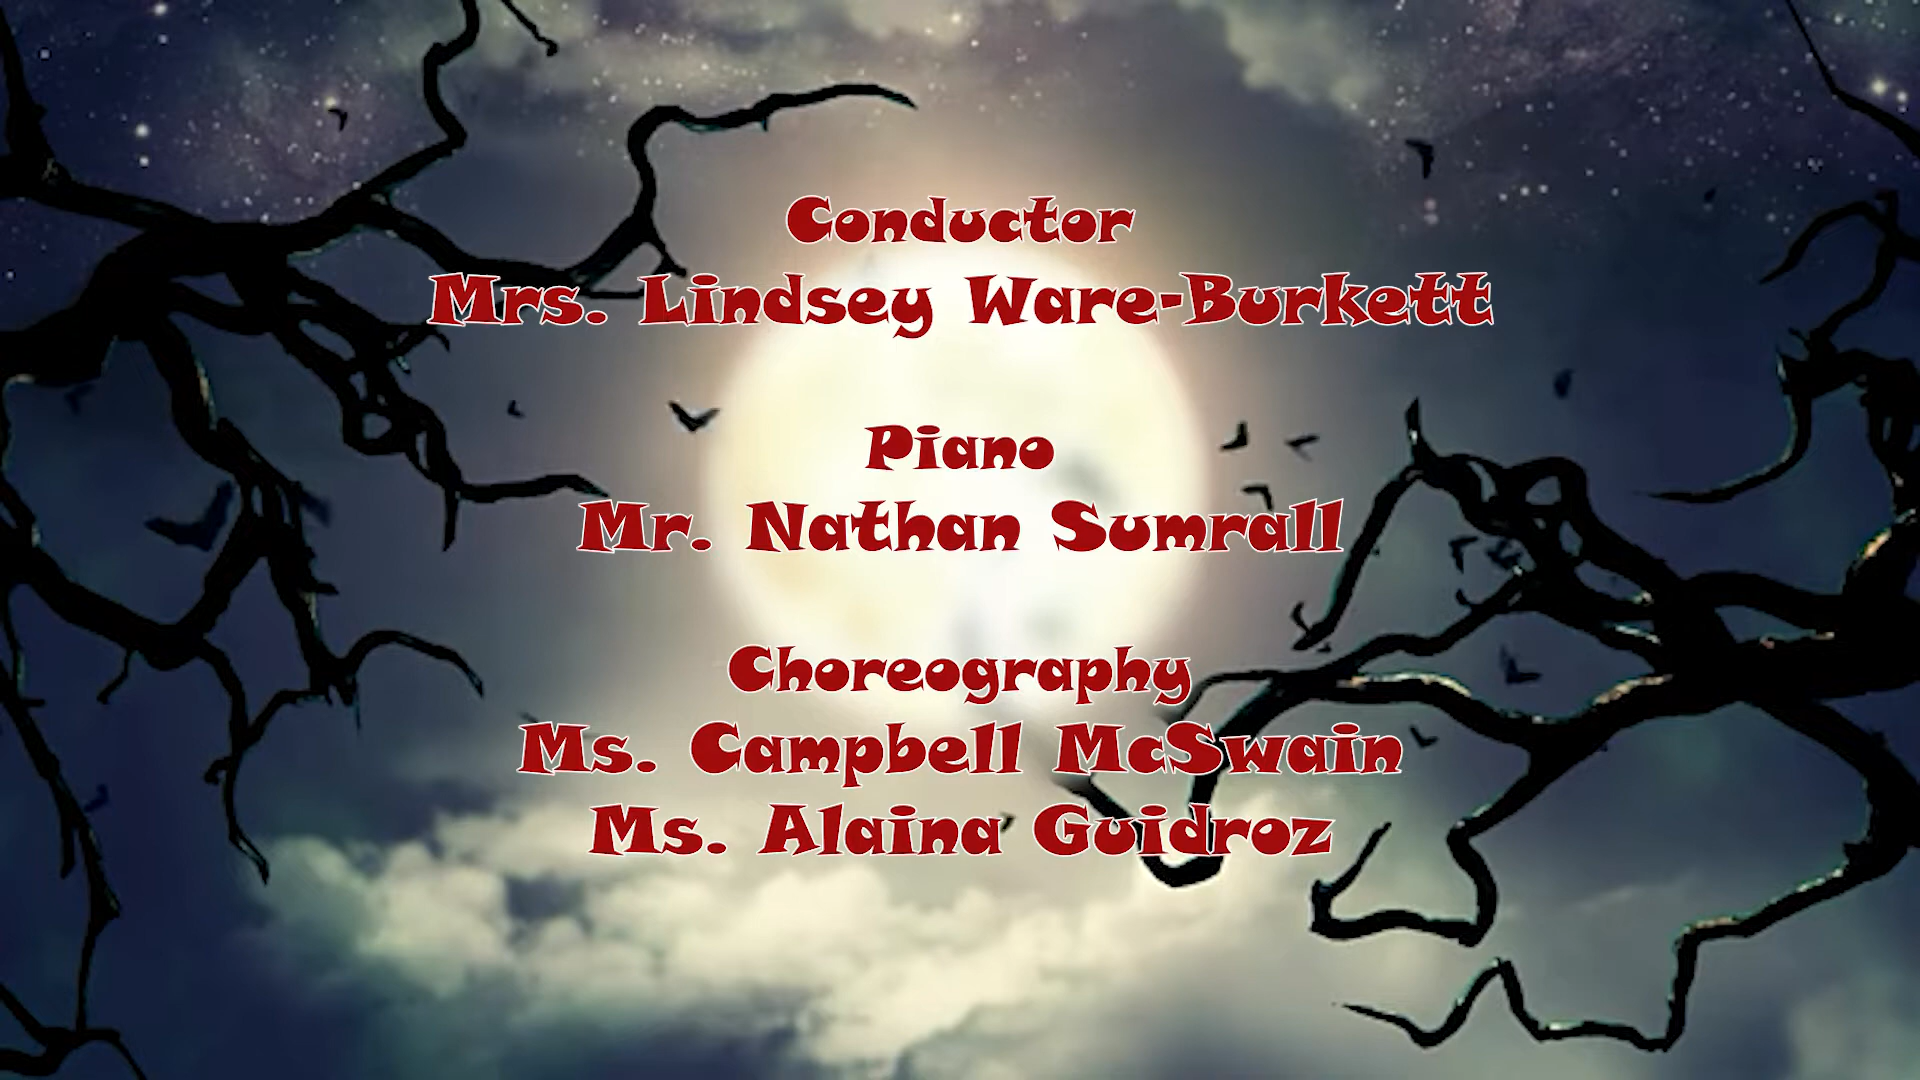 Conductor
Mrs. Lindsey Ware-Burkett
Piano
Mr. Nathan Sumrall
Choreography
Ms. Campbell McSwain
Ms. Alaina Guidroz